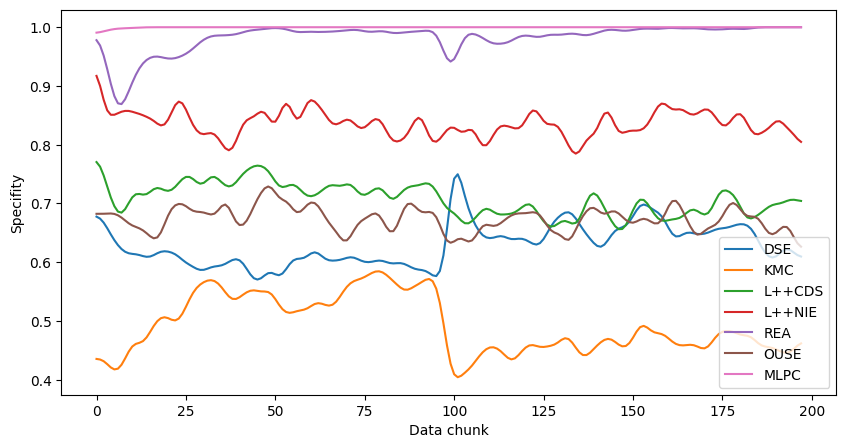 1.0
0.9
0.8
0.7
0.6
0.5
0.4
Specifity
0
25
50
75
100
125
150
175
200
Data chunk
DSE
KMC
L++CDS
L++NIE
REA
OUSE
MLPC